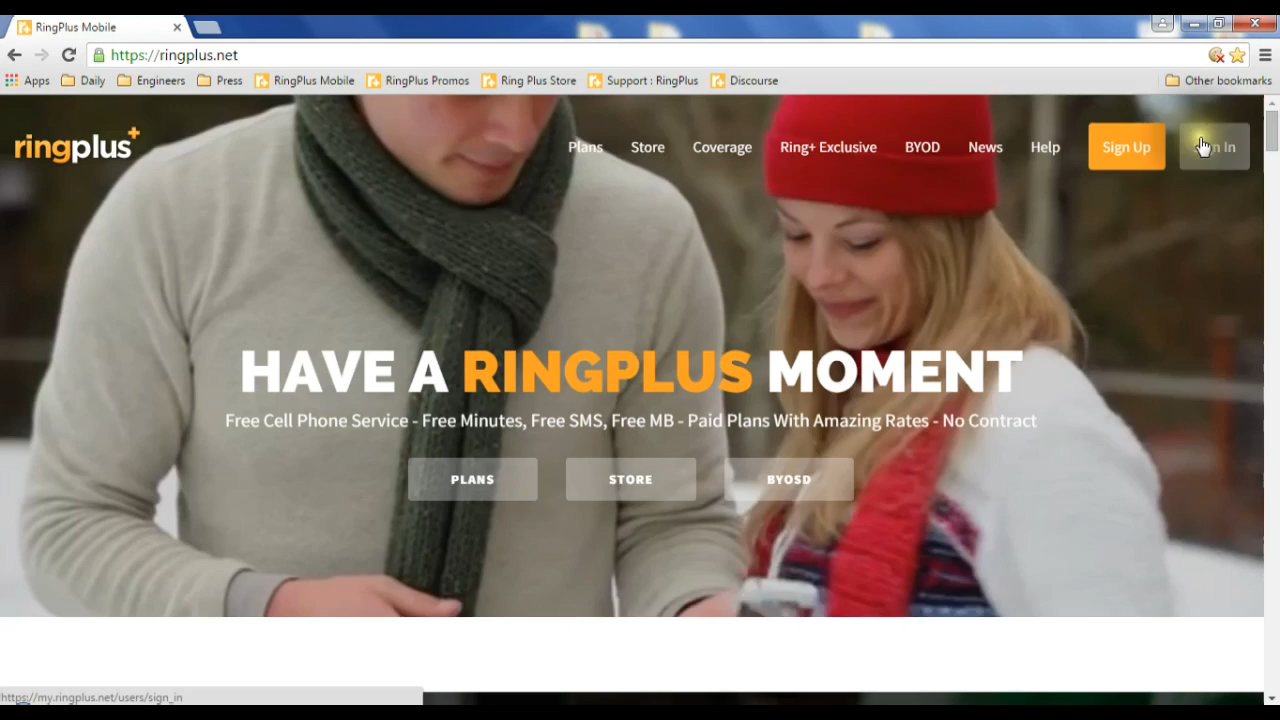 RingPlus Mobile
https://ringplus.net
Apps Daily Engineers Press RingPlus Mobile RingPlus Promos Ring Plus Store Support : RingPlus Discourse Other bookmarks
ringplus+ Plans Store Coverage Ring+ Exclusive BYOD News Help Sign Up In
HAVE A RINGPLUS MOMENT
Free Cell Phone Service - Free Minutes, Free SMS, Free MB - Paid Plans With Amazing Rates - No Contract
PLANS STORE BYOSD
https://my.ringplus.net/users/sign_in